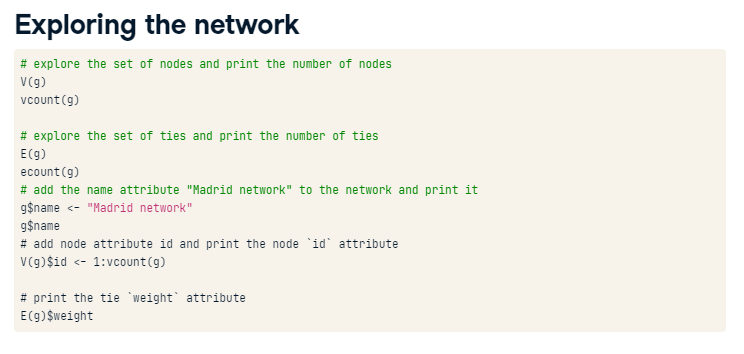 Exploring the network
# explore the set of nodes and print the number of nodes
V(g)
vcount(g)
# explore the set of ties and print the number of ties
E(g)
ecount(g)
# add the name attribute "Madrid network" to the network and print it
g$name <- "Madrid network"
g$name
# add node attribute id and print the node `id` attribute
V(g)$id <- 1:vcount(g)
# print the tie `weight` attribute
E(g)$weight